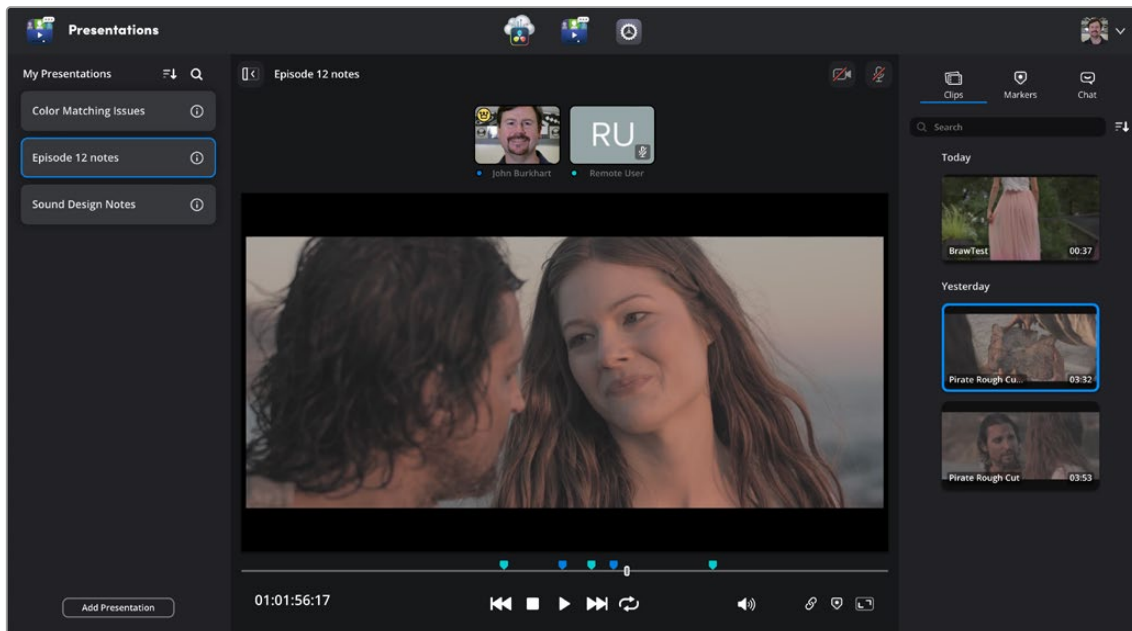 Presentations
My Presentations
Color Matching Issues
Episode 12 notes
Sound Design Notes
Add Presentation
Episode 12 notes
RU
John Burkhart
Remote User
01:01:56:17
Clips
Markers
Chat
Search
Today
BrawTest
00:37
Yesterday
Pirate Rough Cu...
03:32
Pirate Rough Cut
03:53